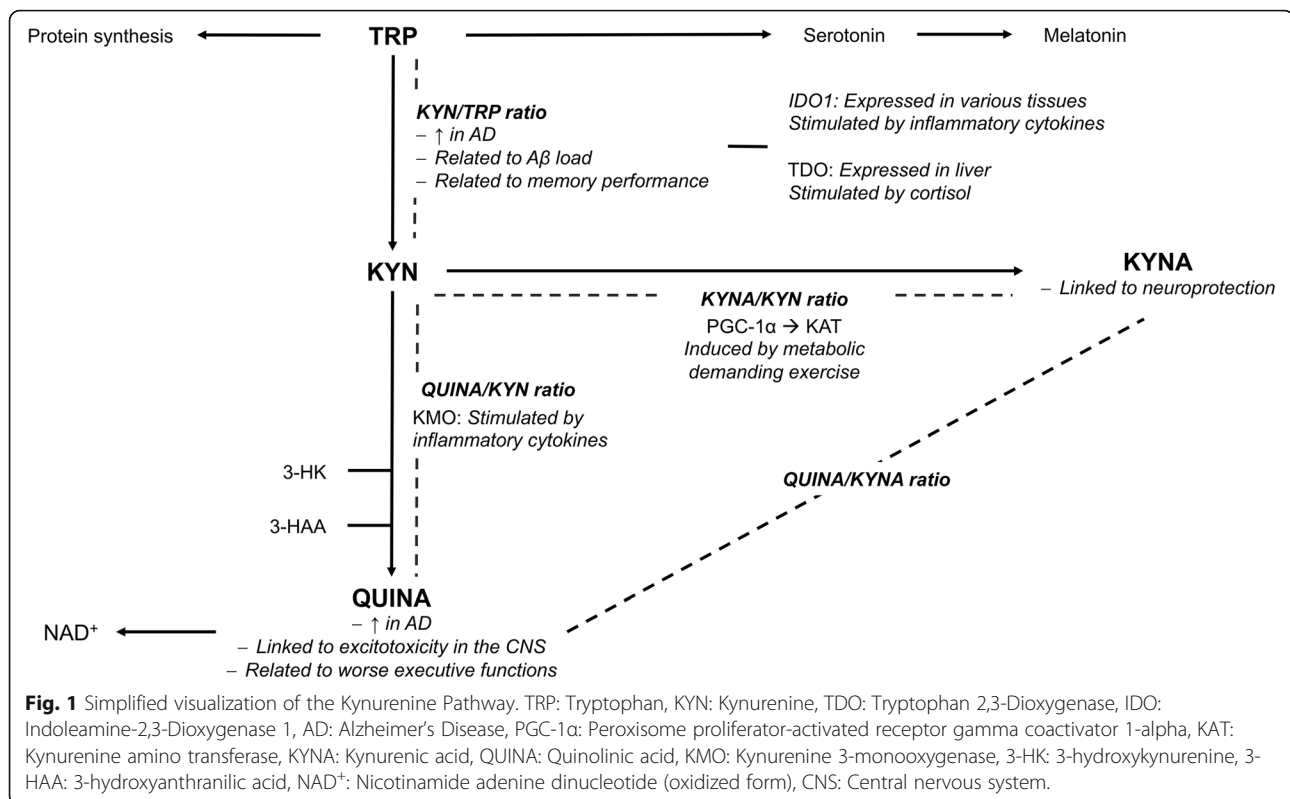 Protein synthesis
TRP
Serotonin
Melatonin
KYN/TRP ratio
– ↑ in AD
– Related to Aβ load
– Related to memory performance
IDO1: Expressed in various tissues
Stimulated by inflammatory cytokines
TDO: Expressed in liver
Stimulated by cortisol
KYN
KYNA
– Linked to neuroprotection
KYNA/KYN ratio
PGC-1α → KAT
Induced by metabolic
demanding exercise
QUINA/KYN ratio
KMO: Stimulated by
inflammatory cytokines
3-HK
3-HAA
QUINA/KYNA ratio
QUINA
– ↑ in AD
– Linked to excitotoxicity in the CNS
– Related to worse executive functions
NAD⁺
Fig. 1 Simplified visualization of the Kynurenine Pathway. TRP: Tryptophan, KYN: Kynurenine, TDO: Tryptophan 2,3-Dioxygenase, IDO:
Indoleamine-2,3-Dioxygenase 1, AD: Alzheimer's Disease, PGC-1α: Peroxisome proliferator-activated receptor gamma coactivator 1-alpha, KAT:
Kynurenine amino transferase, KYNA: Kynurenic acid, QUINA: Quinolinic acid, KMO: Kynurenine 3-monooxygenase, 3-HK: 3-hydroxykynurenine, 3-
HAA: 3-hydroxyanthranilic acid, NAD⁺: Nicotinamide adenine dinucleotide (oxidized form), CNS: Central nervous system.